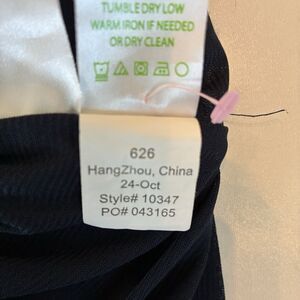 TUMBLE DRY LOW
WARM IRON IF NEEDED
OR DRY CLEAN
626
HangZhou, China
24-Oct
Style# 10347
PO# 043165